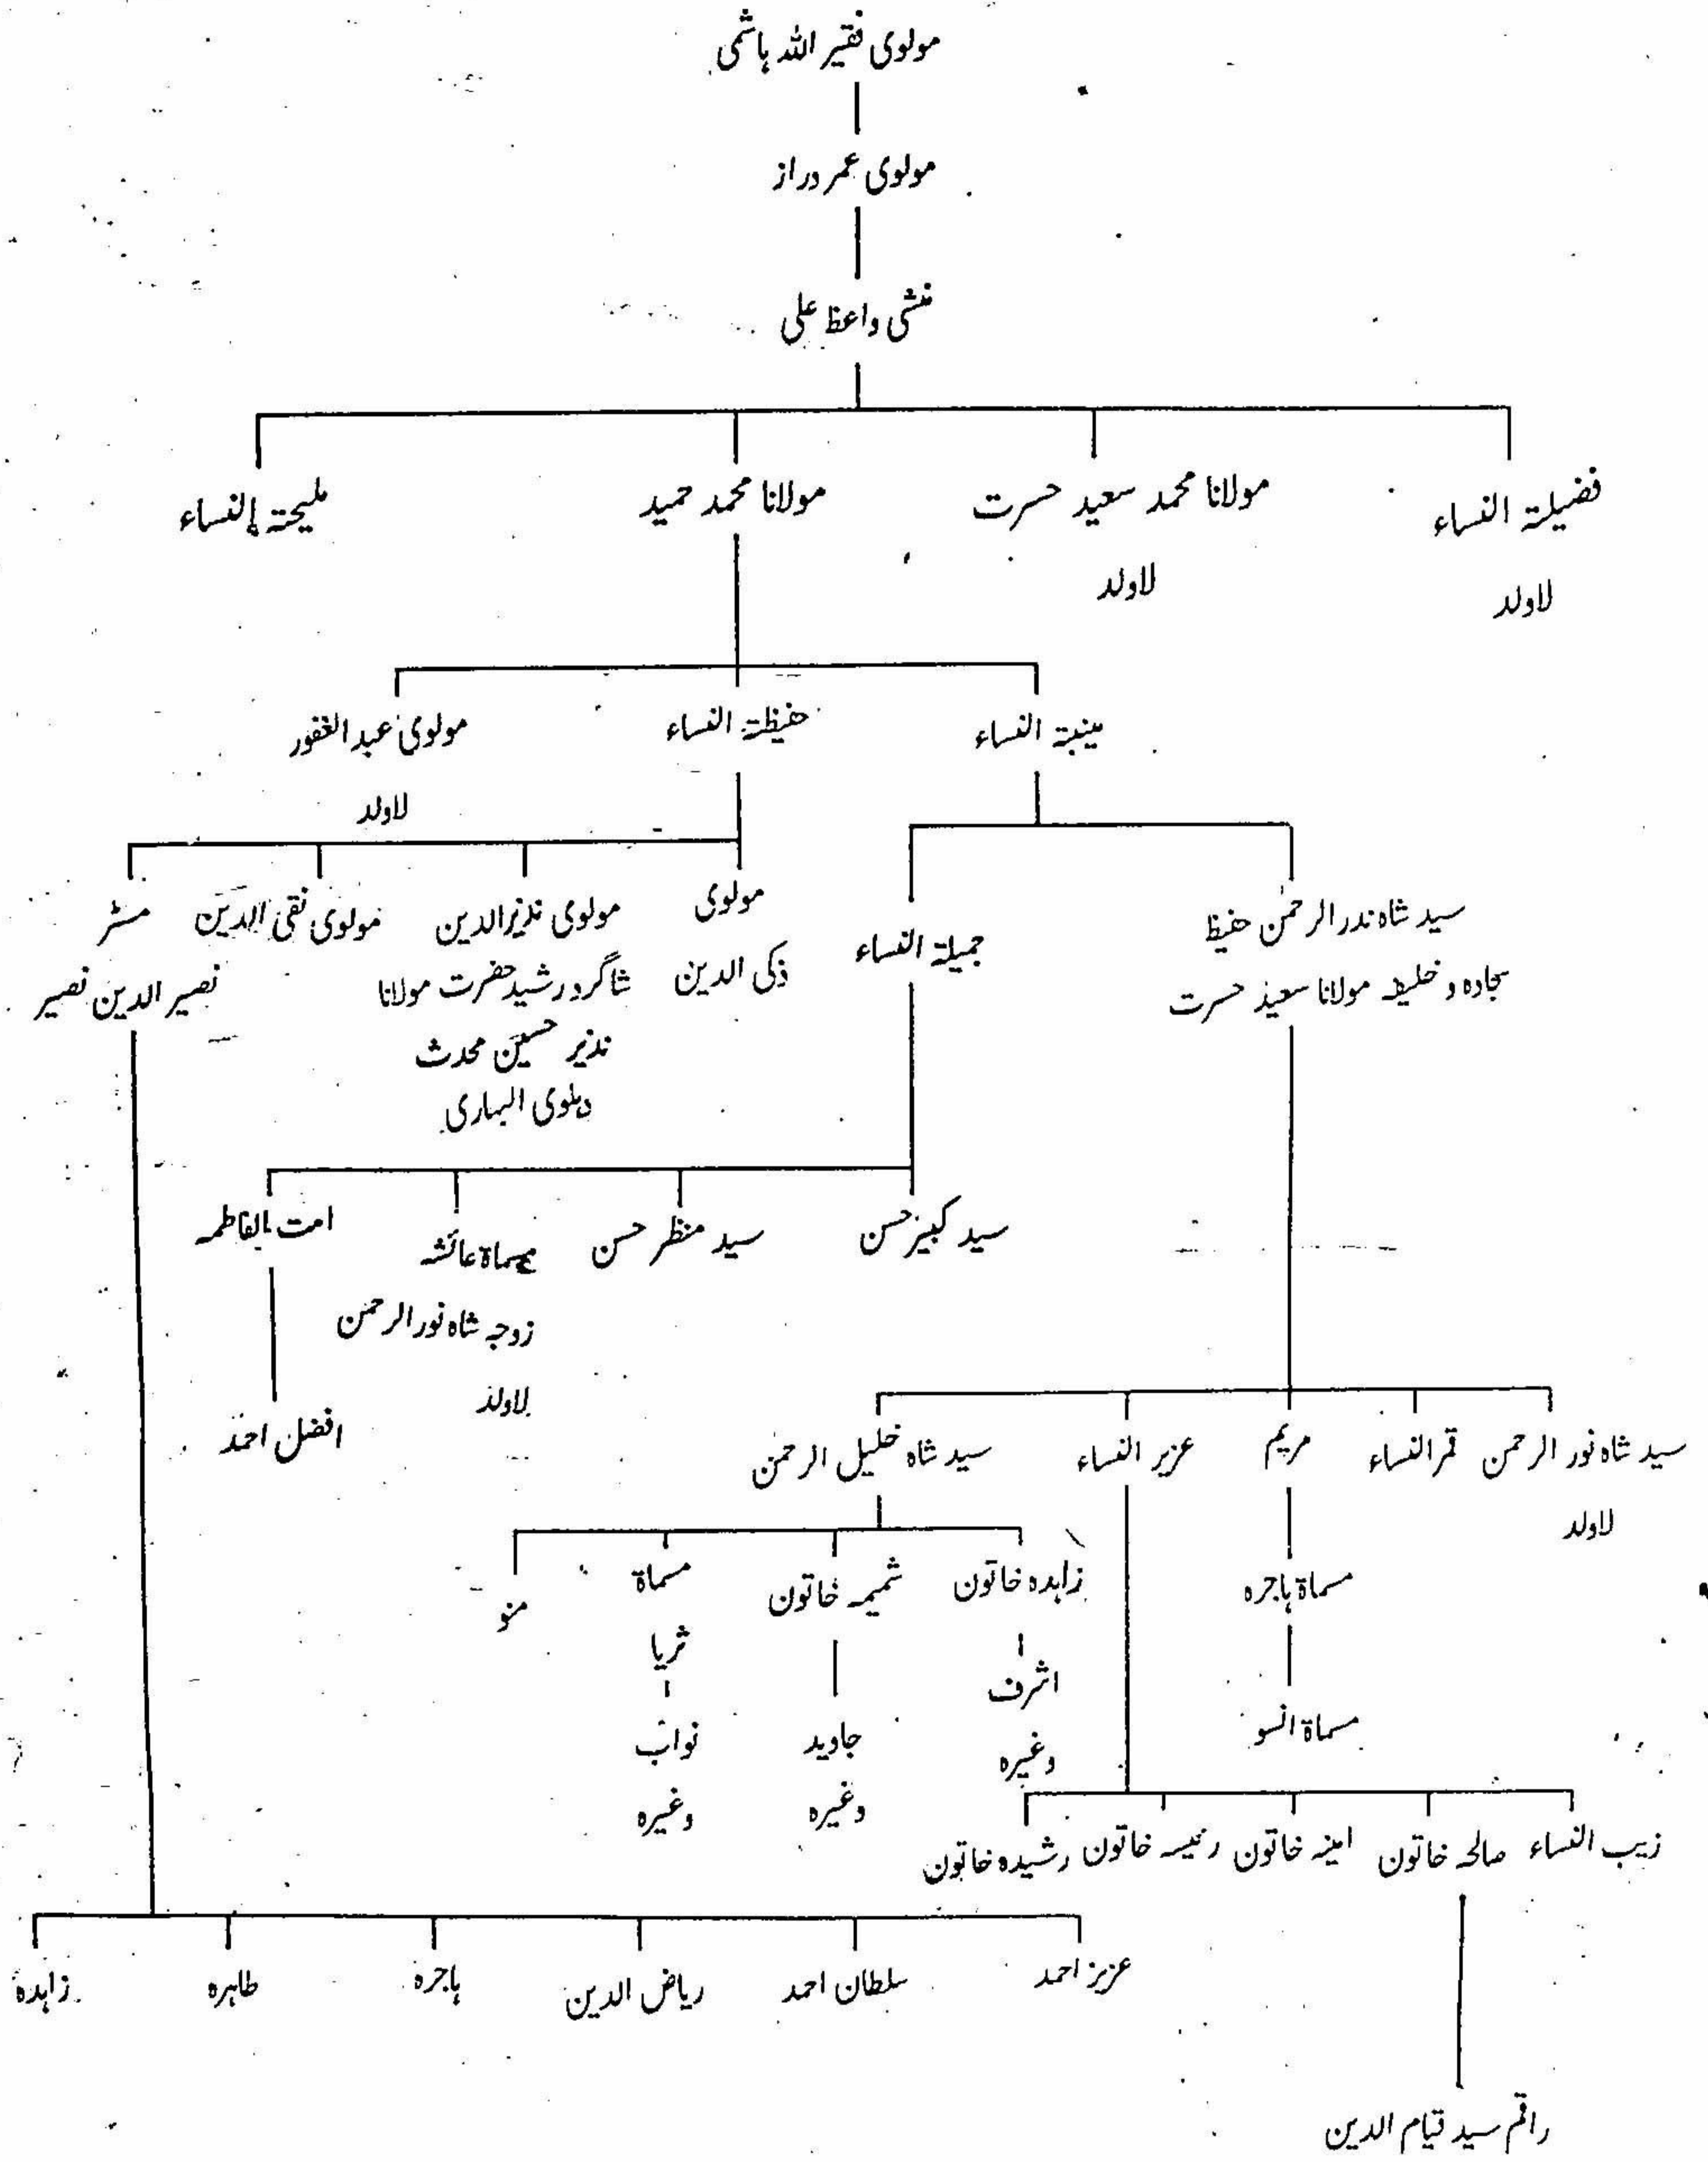 مولوی فقیر اللہ ہاشمی
مولوی عمر دراز
منشی واعظ علی
فضیلۃ النساء
لاولد
مولانا محمد سعید حسرت
لاولد
مولانا محمد حمید
ملیحۃ النساء
منیبۃ النساء
حفیظۃ النساء
مولوی عبد الغفور
لاولد
سید شاہ نذر الرحمٰن حفیظ
سجادہ و خلیفہ مولانا سعید حسرت
جمیلۃ النساء
مولوی
ذکی الدین
مولوی نذیر الدین
شاگرد رشید حضرت مولانا
نذیر حسین محدث
دہلوی البہاری
مولوی نقی الدین
مسٹر
نصیر الدین نصیر
سید کبیر حسن
سید منظر حسن
مسماۃ عائشہ
زوجہ شاہ نور الرحمن
لاولد
امت الفاطمہ
افضل احمد
سید شاہ نور الرحمن
لاولد
قمر النساء
مریم
عزیر النساء
سید شاہ خلیل الرحمن
مسماۃ ہاجرہ
مسماۃ انسو
زاہدہ خاتون
اشرف
وغیرہ
شمیمہ خاتون
جاوید
وغیرہ
مسماۃ
ثریا
نواب
وغیرہ
منو
زیب النساء
صالحہ خاتون
امینہ خاتون
رئیسہ خاتون
رشیدہ خاتون
عزیز احمد
سلطان احمد
ریاض الدین
ہاجرہ
طاہرہ
زاہدہ
راقم سید قیام الدین